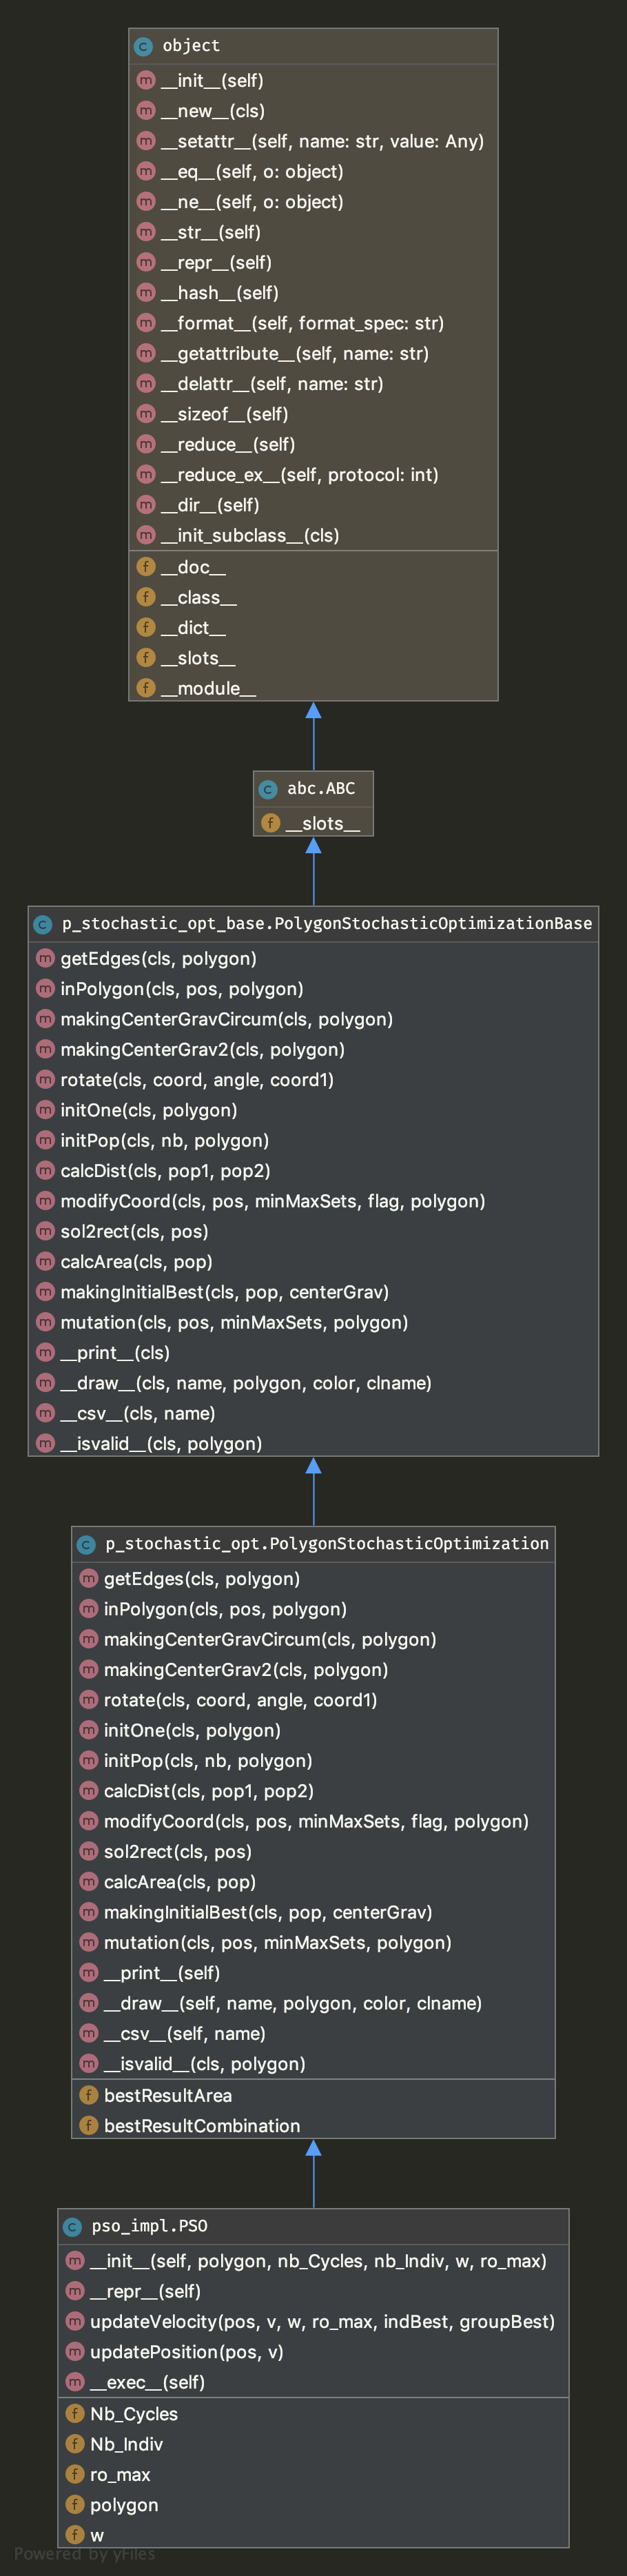 object
__init__(self)
__new__(cls)
__setattr__(self, name: str, value: Any)
__eq__(self, o: object)
__ne__(self, o: object)
__str__(self)
__repr__(self)
__hash__(self)
__format__(self, format_spec: str)
__getattribute__(self, name: str)
__delattr__(self, name: str)
__sizeof__(self)
__reduce__(self)
__reduce_ex__(self, protocol: int)
__dir__(self)
__init_subclass__(cls)
__doc__
__class__
__dict__
__slots__
__module__
abc.ABC
__slots__
p_stochastic_opt_base.PolygonStochasticOptimizationBase
getEdges(cls, polygon)
inPolygon(cls, pos, polygon)
makingCenterGravCircum(cls, polygon)
makingCenterGrav2(cls, polygon)
rotate(cls, coord, angle, coord1)
initOne(cls, polygon)
initPop(cls, nb, polygon)
calcDist(cls, pop1, pop2)
modifyCoord(cls, pos, minMaxSets, flag, polygon)
sol2rect(cls, pos)
calcArea(cls, pop)
makingInitialBest(cls, pop, centerGrav)
mutation(cls, pos, minMaxSets, polygon)
__print__(cls)
__draw__(cls, name, polygon, color, clname)
__csv__(cls, name)
__isvalid__(cls, polygon)
p_stochastic_opt.PolygonStochasticOptimization
getEdges(cls, polygon)
inPolygon(cls, pos, polygon)
makingCenterGravCircum(cls, polygon)
makingCenterGrav2(cls, polygon)
rotate(cls, coord, angle, coord1)
initOne(cls, polygon)
initPop(cls, nb, polygon)
calcDist(cls, pop1, pop2)
modifyCoord(cls, pos, minMaxSets, flag, polygon)
sol2rect(cls, pos)
calcArea(cls, pop)
makingInitialBest(cls, pop, centerGrav)
mutation(cls, pos, minMaxSets, polygon)
__print__(self)
__draw__(self, name, polygon, color, clname)
__csv__(self, name)
__isvalid__(cls, polygon)
bestResultArea
bestResultCombination
pso_impl.PSO
__init__(self, polygon, nb_Cycles, nb_Indiv, w, ro_max)
__repr__(self)
updateVelocity(pos, v, w, ro_max, indBest, groupBest)
updatePosition(pos, v)
__exec__(self)
Nb_Cycles
Nb_Indiv
ro_max
polygon
w
Powered by yFiles